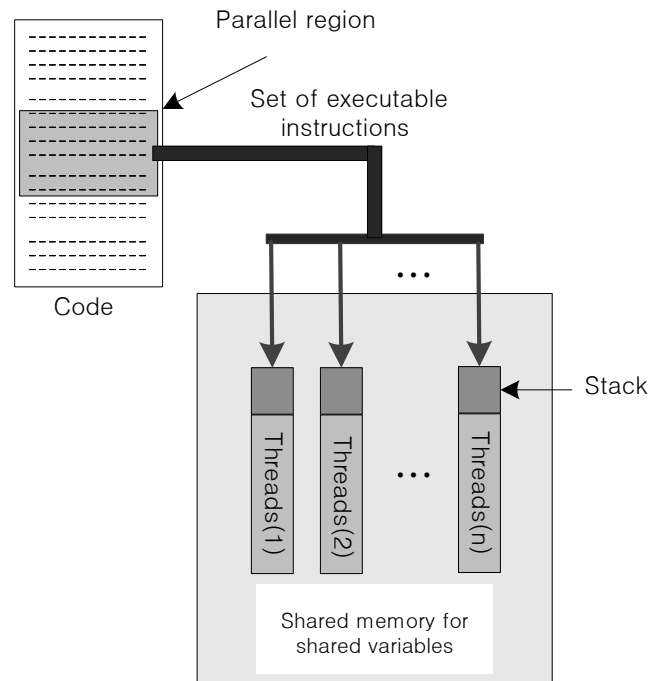 Parallel region
Set of executable
instructions
Code
...
Stack
Threads(1)
Threads(2)
...
Threads(n)
Shared memory for
shared variables